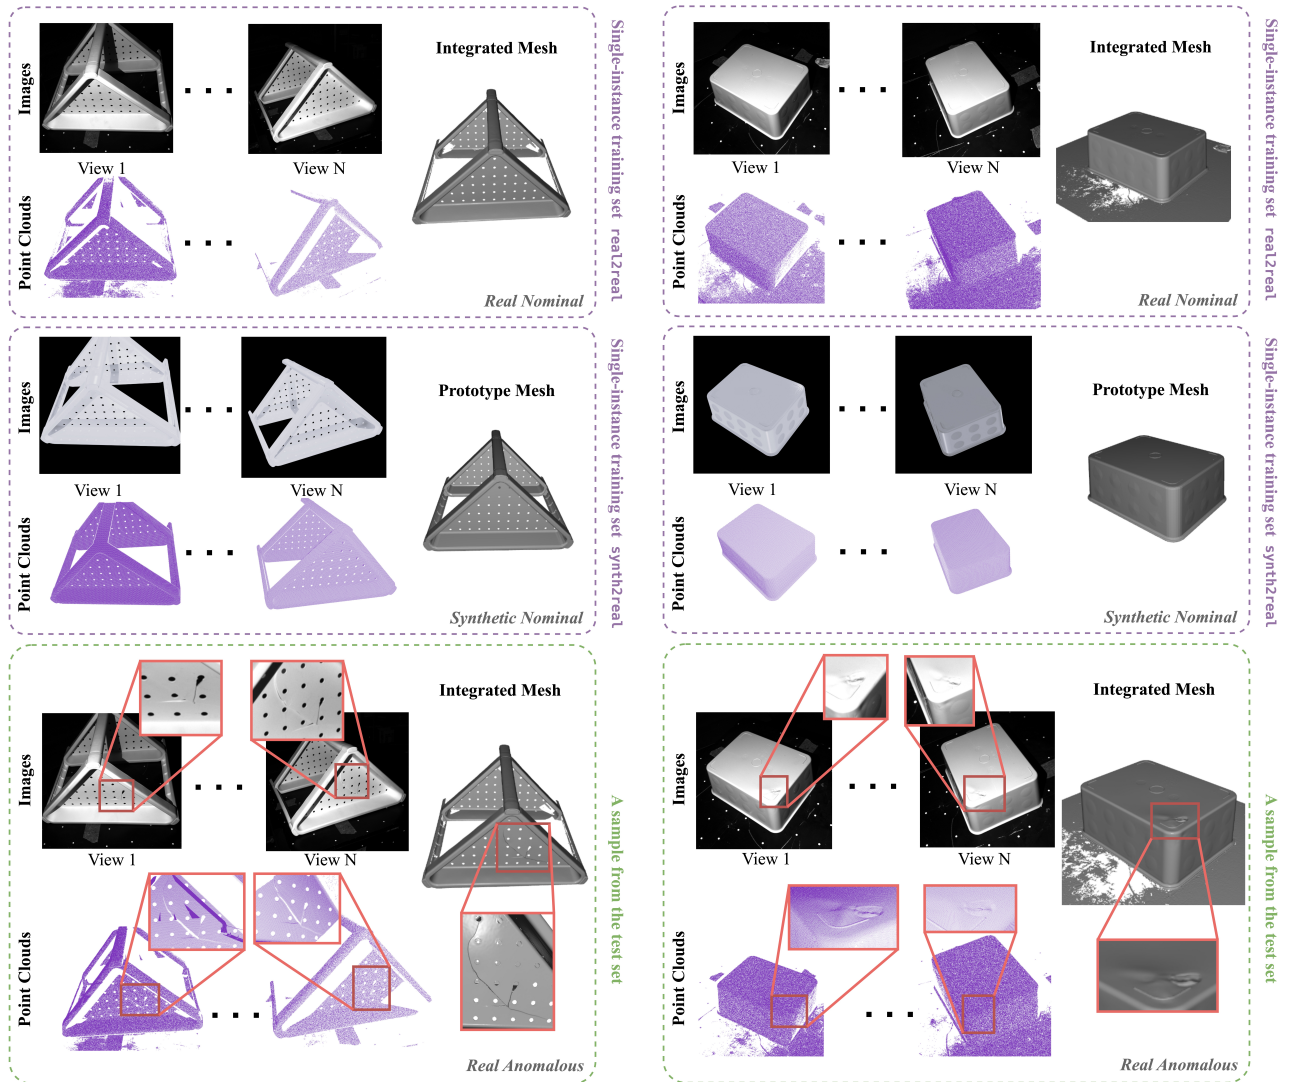 Images
View 1
View N
Point Clouds
Integrated Mesh
Real Nominal
Single-instance training set real2real
Images
View 1
View N
Point Clouds
Integrated Mesh
Real Nominal
Single-instance training set real2real
Images
View 1
View N
Point Clouds
Prototype Mesh
Synthetic Nominal
Single-instance training set synth2real
Images
View 1
View N
Point Clouds
Prototype Mesh
Synthetic Nominal
Single-instance training set synth2real
Images
View 1
View N
Point Clouds
Integrated Mesh
Real Anomalous
A sample from the test set
Images
View 1
View N
Point Clouds
Integrated Mesh
Real Anomalous
A sample from the test set